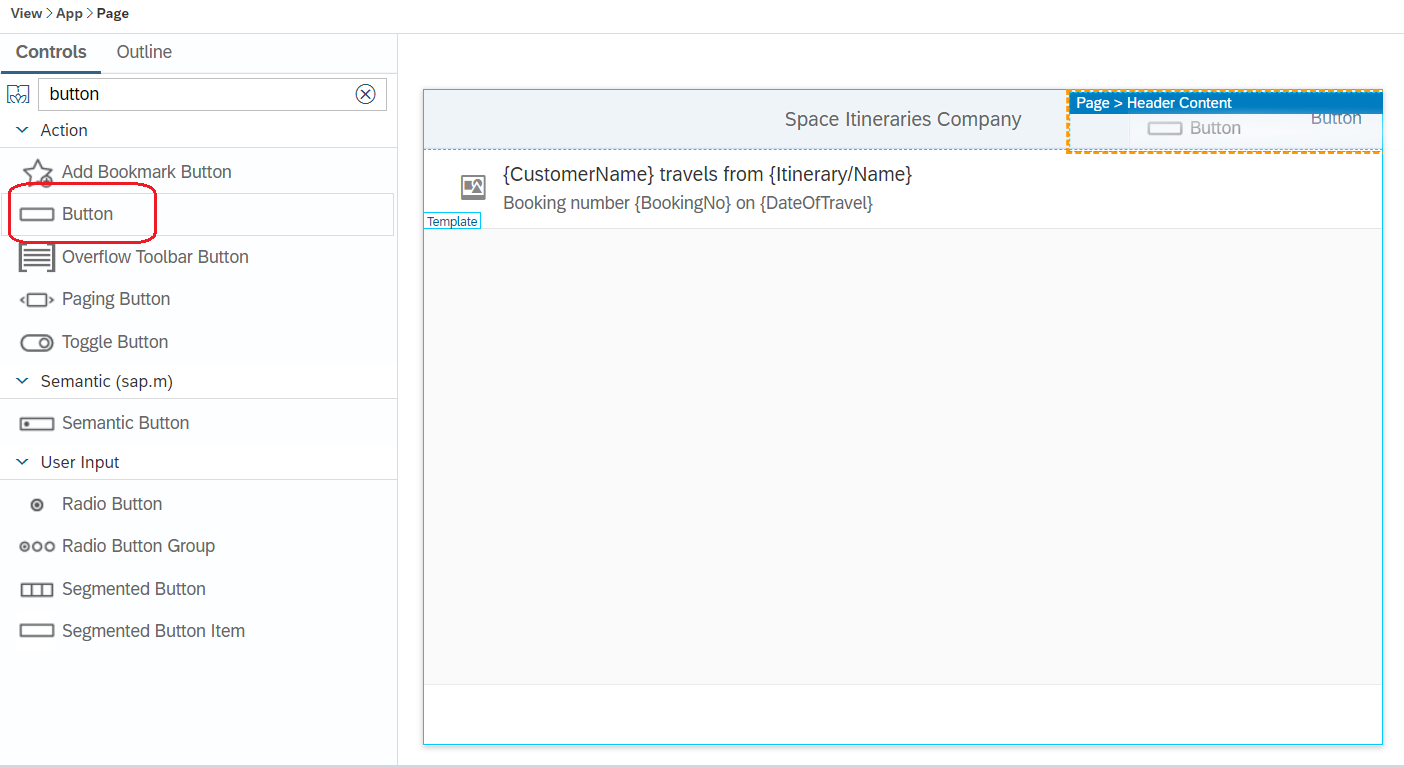 View > App > Page
Controls Outline
button
Action
Add Bookmark Button
Button
Overflow Toolbar Button
Paging Button
Toggle Button
Semantic (sap.m)
Semantic Button
User Input
Radio Button
Radio Button Group
Segmented Button
Segmented Button Item
Space Itineraries Company
Page > Header Content
Button
Button
{CustomerName} travels from {Itinerary/Name}
Booking number {BookingNo} on {DateOfTravel}
Template